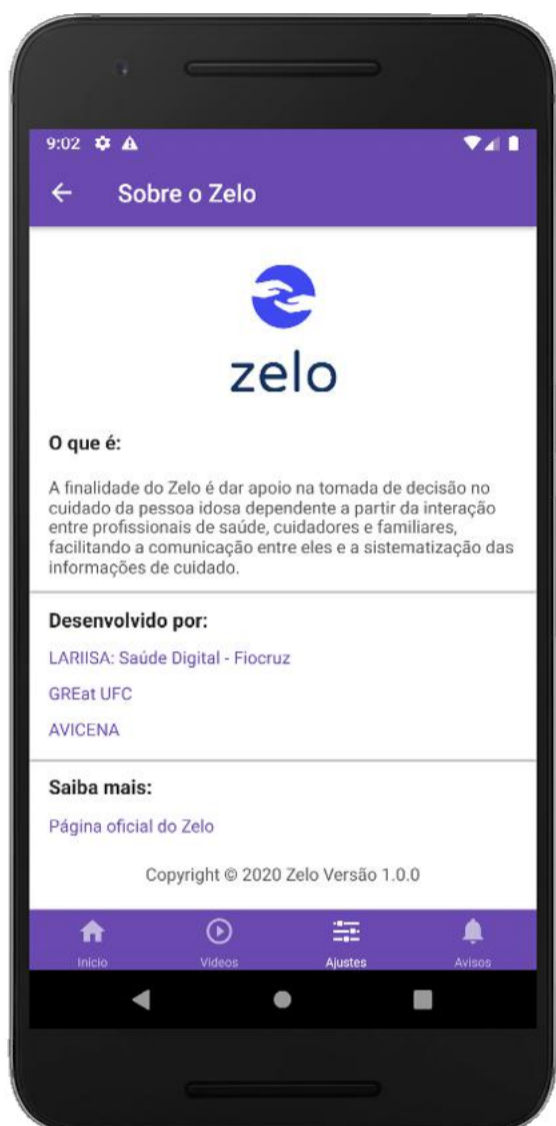 9:02
Sobre o Zelo
zelo
O que é:
A finalidade do Zelo é dar apoio na tomada de decisão no
cuidado da pessoa idosa dependente a partir da interação
entre profissionais de saúde, cuidadores e familiares,
facilitando a comunicação entre eles e a sistematização das
informações de cuidado.
Desenvolvido por:
LARIISA: Saúde Digital - Fiocruz
GREat UFC
AVICENA
Saiba mais:
Página oficial do Zelo
Copyright © 2020 Zelo Versão 1.0.0
Inicio Videos Ajustes Avisos